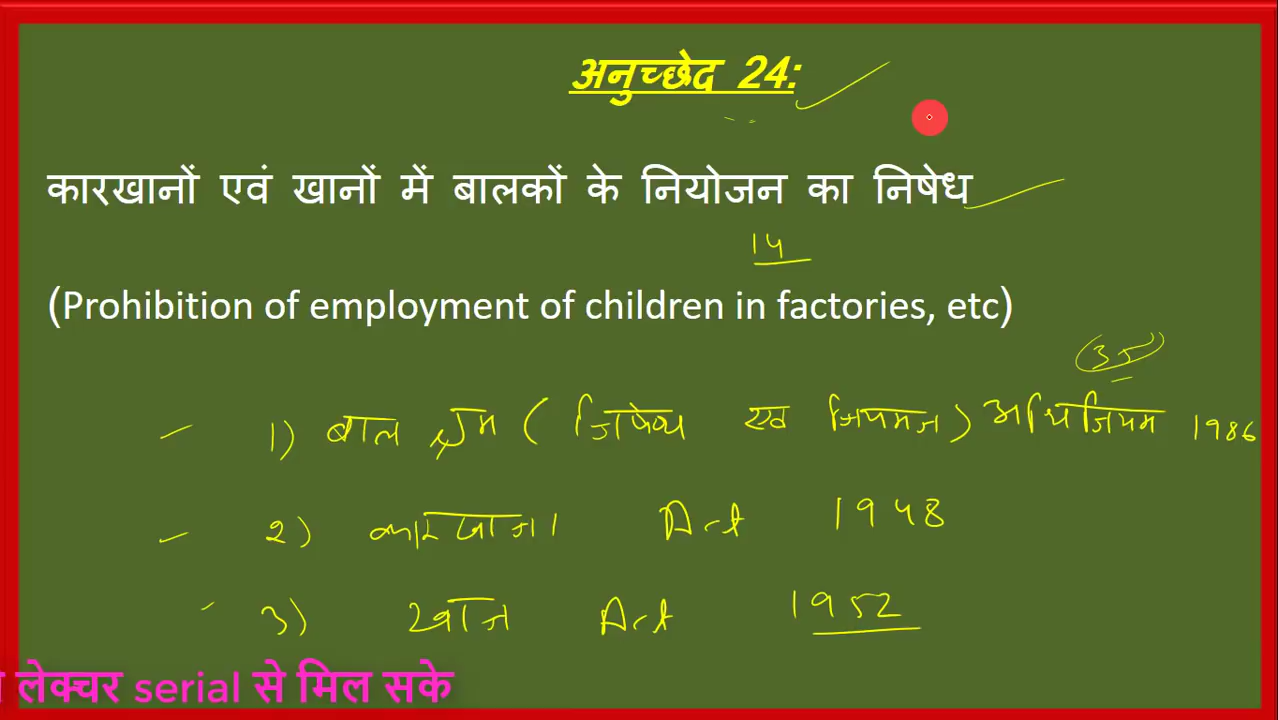 अनुच्छेद 24:
कारखानों एवं खानों में बालकों के नियोजन का निषेध
14
(Prohibition of employment of children in factories, etc)
1) बाल श्रम ( निषेध एवं नियमन ) अधिनियम 1986
2) कारखाना Act 1948
3) खान Act 1952
लेक्चर serial से मिल सके